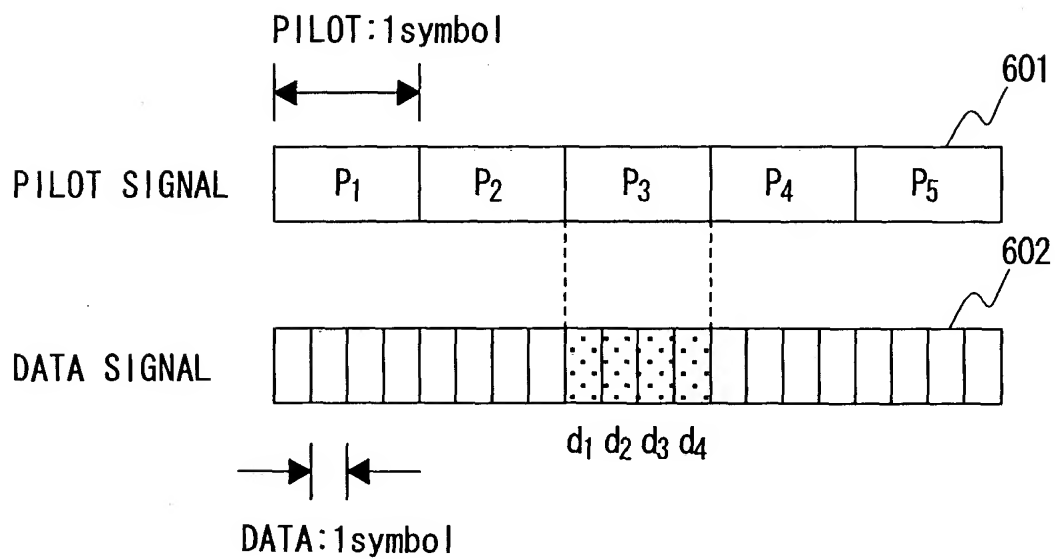 PILOT:1symbol
601
PILOT SIGNAL
P1 P2 P3 P4 P5
602
DATA SIGNAL
d1 d2 d3 d4
DATA:1symbol